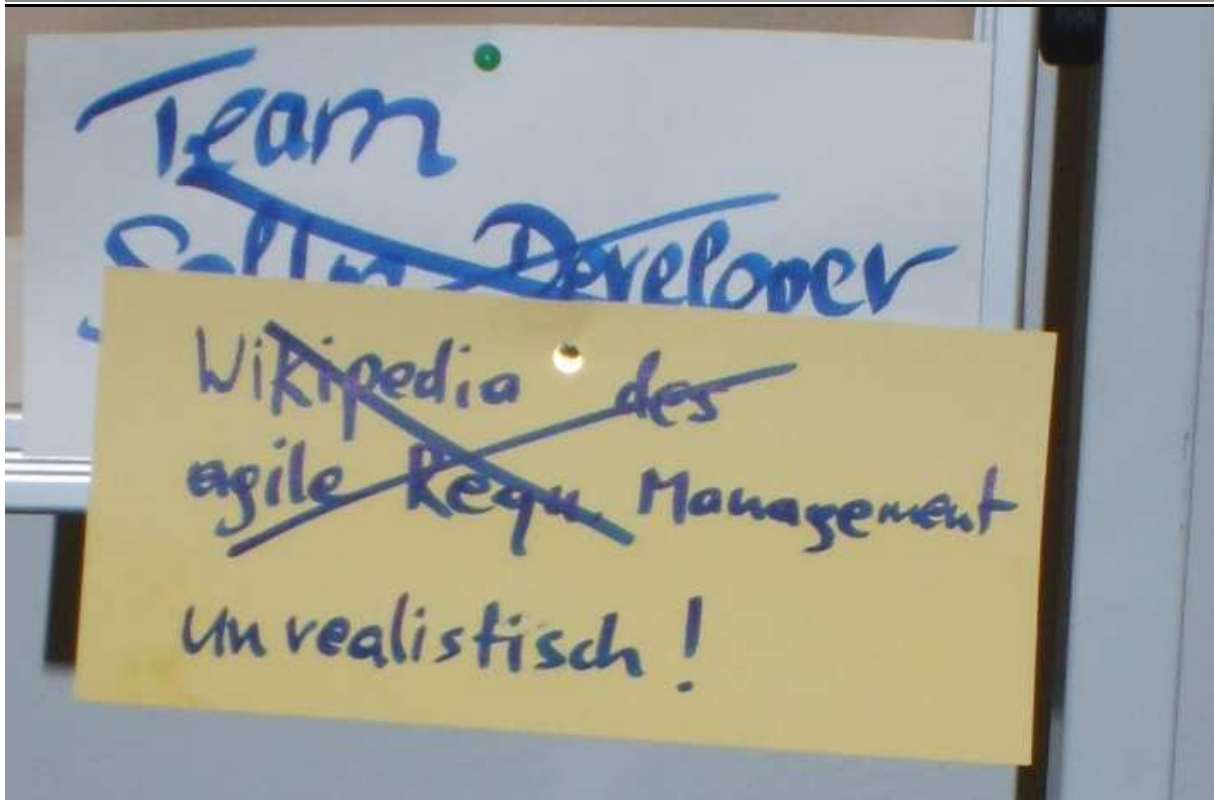 Team
Developer
Wikipedia des
agile Requ. Management
unrealistisch!